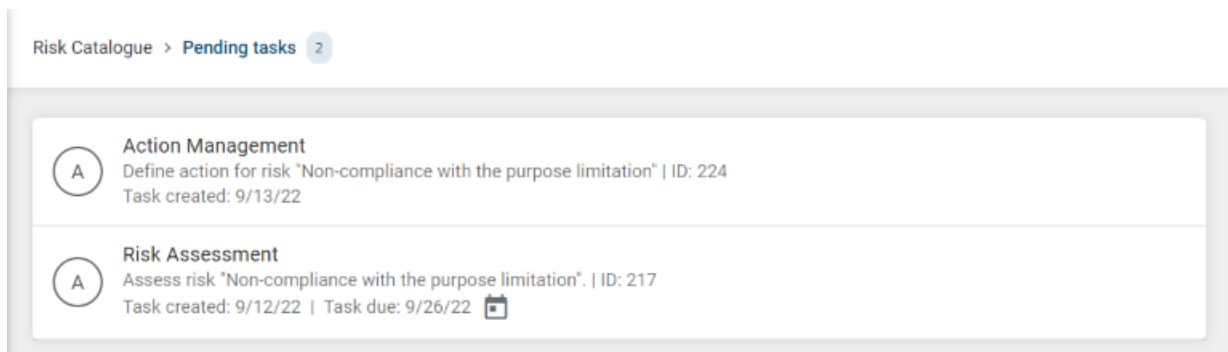 Risk Catalogue > Pending tasks 2
A
Action Management
Define action for risk "Non-compliance with the purpose limitation" | ID: 224
Task created: 9/13/22
A
Risk Assessment
Assess risk "Non-compliance with the purpose limitation". | ID: 217
Task created: 9/12/22 | Task due: 9/26/22